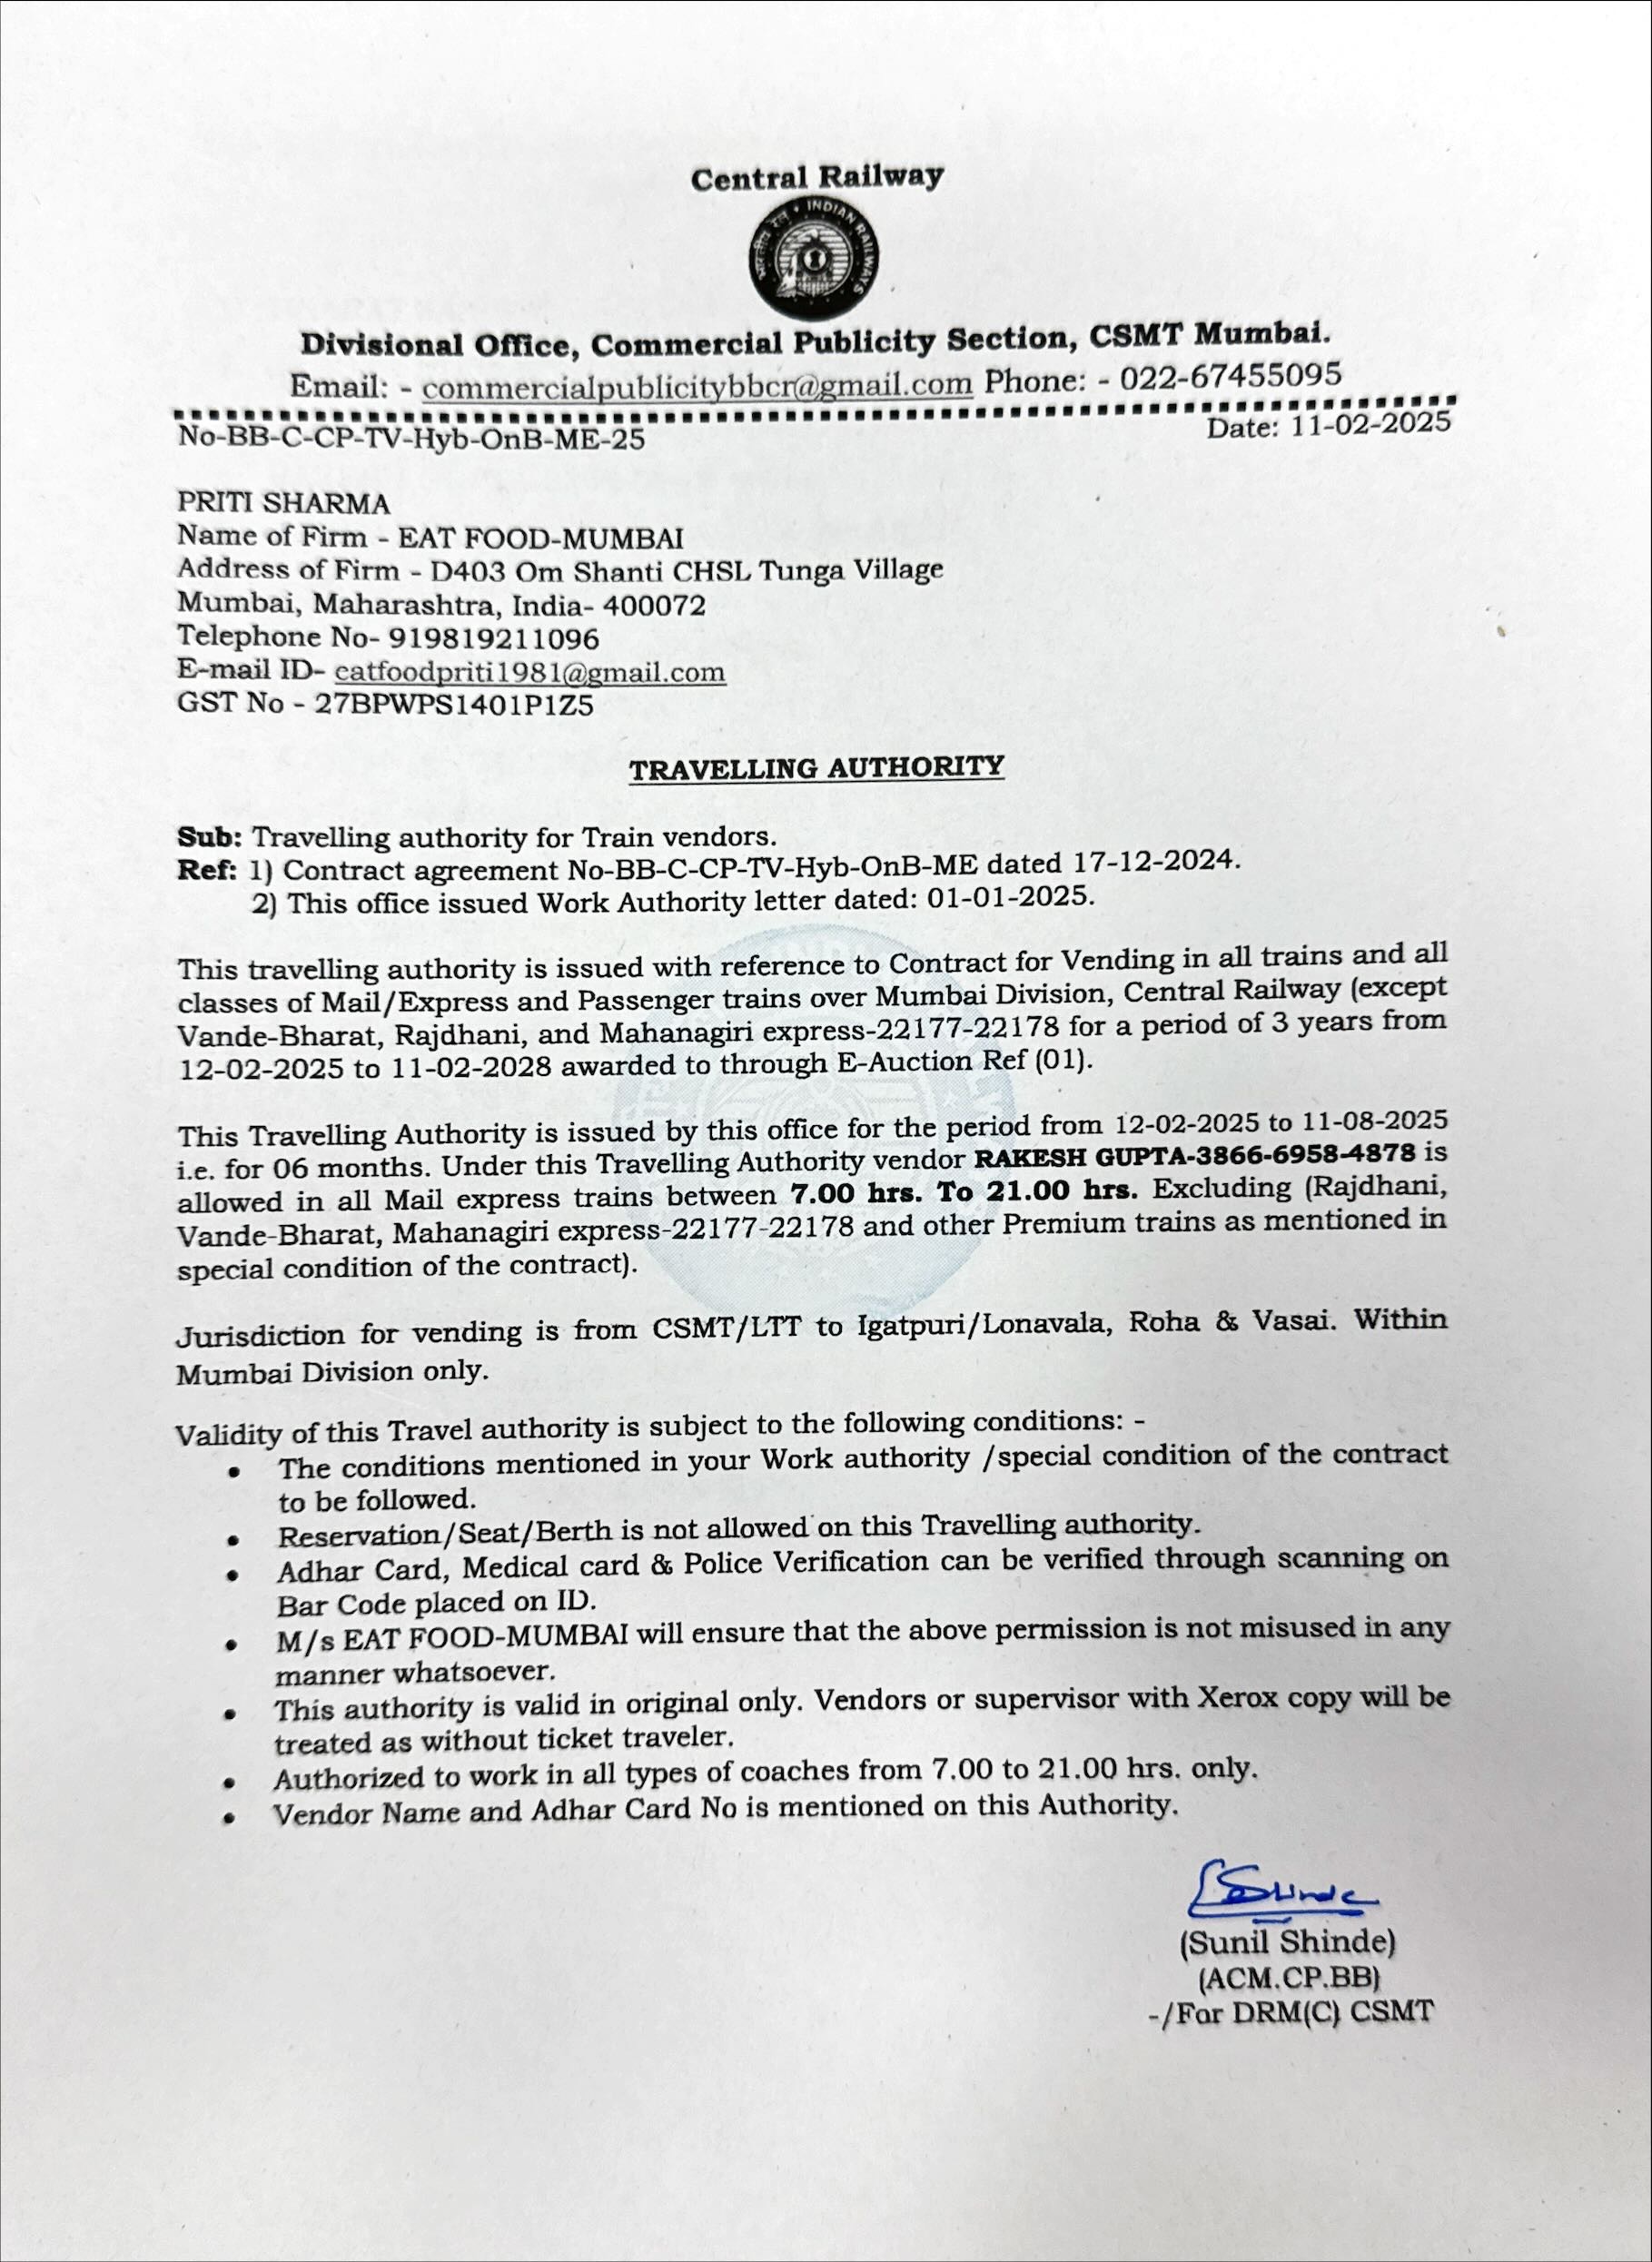 Central Railway
भारतीय रेल • INDIAN RAILWAYS
Divisional Office, Commercial Publicity Section, CSMT Mumbai.
Email: - commercialpublicitybbcr@gmail.com Phone: - 022-67455095
No-BB-C-CP-TV-Hyb-OnB-ME-25 Date: 11-02-2025
PRITI SHARMA
Name of Firm - EAT FOOD-MUMBAI
Address of Firm - D403 Om Shanti CHSL Tunga Village
Mumbai, Maharashtra, India- 400072
Telephone No- 919819211096
E-mail ID- eatfoodpriti1981@gmail.com
GST No - 27BPWPS1401P1Z5
TRAVELLING AUTHORITY
Sub: Travelling authority for Train vendors.
Ref: 1) Contract agreement No-BB-C-CP-TV-Hyb-OnB-ME dated 17-12-2024.
2) This office issued Work Authority letter dated: 01-01-2025.
This travelling authority is issued with reference to Contract for Vending in all trains and all
classes of Mail/Express and Passenger trains over Mumbai Division, Central Railway (except
Vande-Bharat, Rajdhani, and Mahanagiri express-22177-22178 for a period of 3 years from
12-02-2025 to 11-02-2028 awarded to through E-Auction Ref (01).
This Travelling Authority is issued by this office for the period from 12-02-2025 to 11-08-2025
i.e. for 06 months. Under this Travelling Authority vendor RAKESH GUPTA-3866-6958-4878 is
allowed in all Mail express trains between 7.00 hrs. To 21.00 hrs. Excluding (Rajdhani,
Vande-Bharat, Mahanagiri express-22177-22178 and other Premium trains as mentioned in
special condition of the contract).
Jurisdiction for vending is from CSMT/LTT to Igatpuri/Lonavala, Roha & Vasai. Within
Mumbai Division only.
Validity of this Travel authority is subject to the following conditions: -
• The conditions mentioned in your Work authority /special condition of the contract
to be followed.
• Reservation/Seat/Berth is not allowed on this Travelling authority.
• Adhar Card, Medical card & Police Verification can be verified through scanning on
Bar Code placed on ID.
• M/s EAT FOOD-MUMBAI will ensure that the above permission is not misused in any
manner whatsoever.
• This authority is valid in original only. Vendors or supervisor with Xerox copy will be
treated as without ticket traveler.
• Authorized to work in all types of coaches from 7.00 to 21.00 hrs. only.
• Vendor Name and Adhar Card No is mentioned on this Authority.
SShinde
(Sunil Shinde)
(ACM.CP.BB)
-/For DRM(C) CSMT